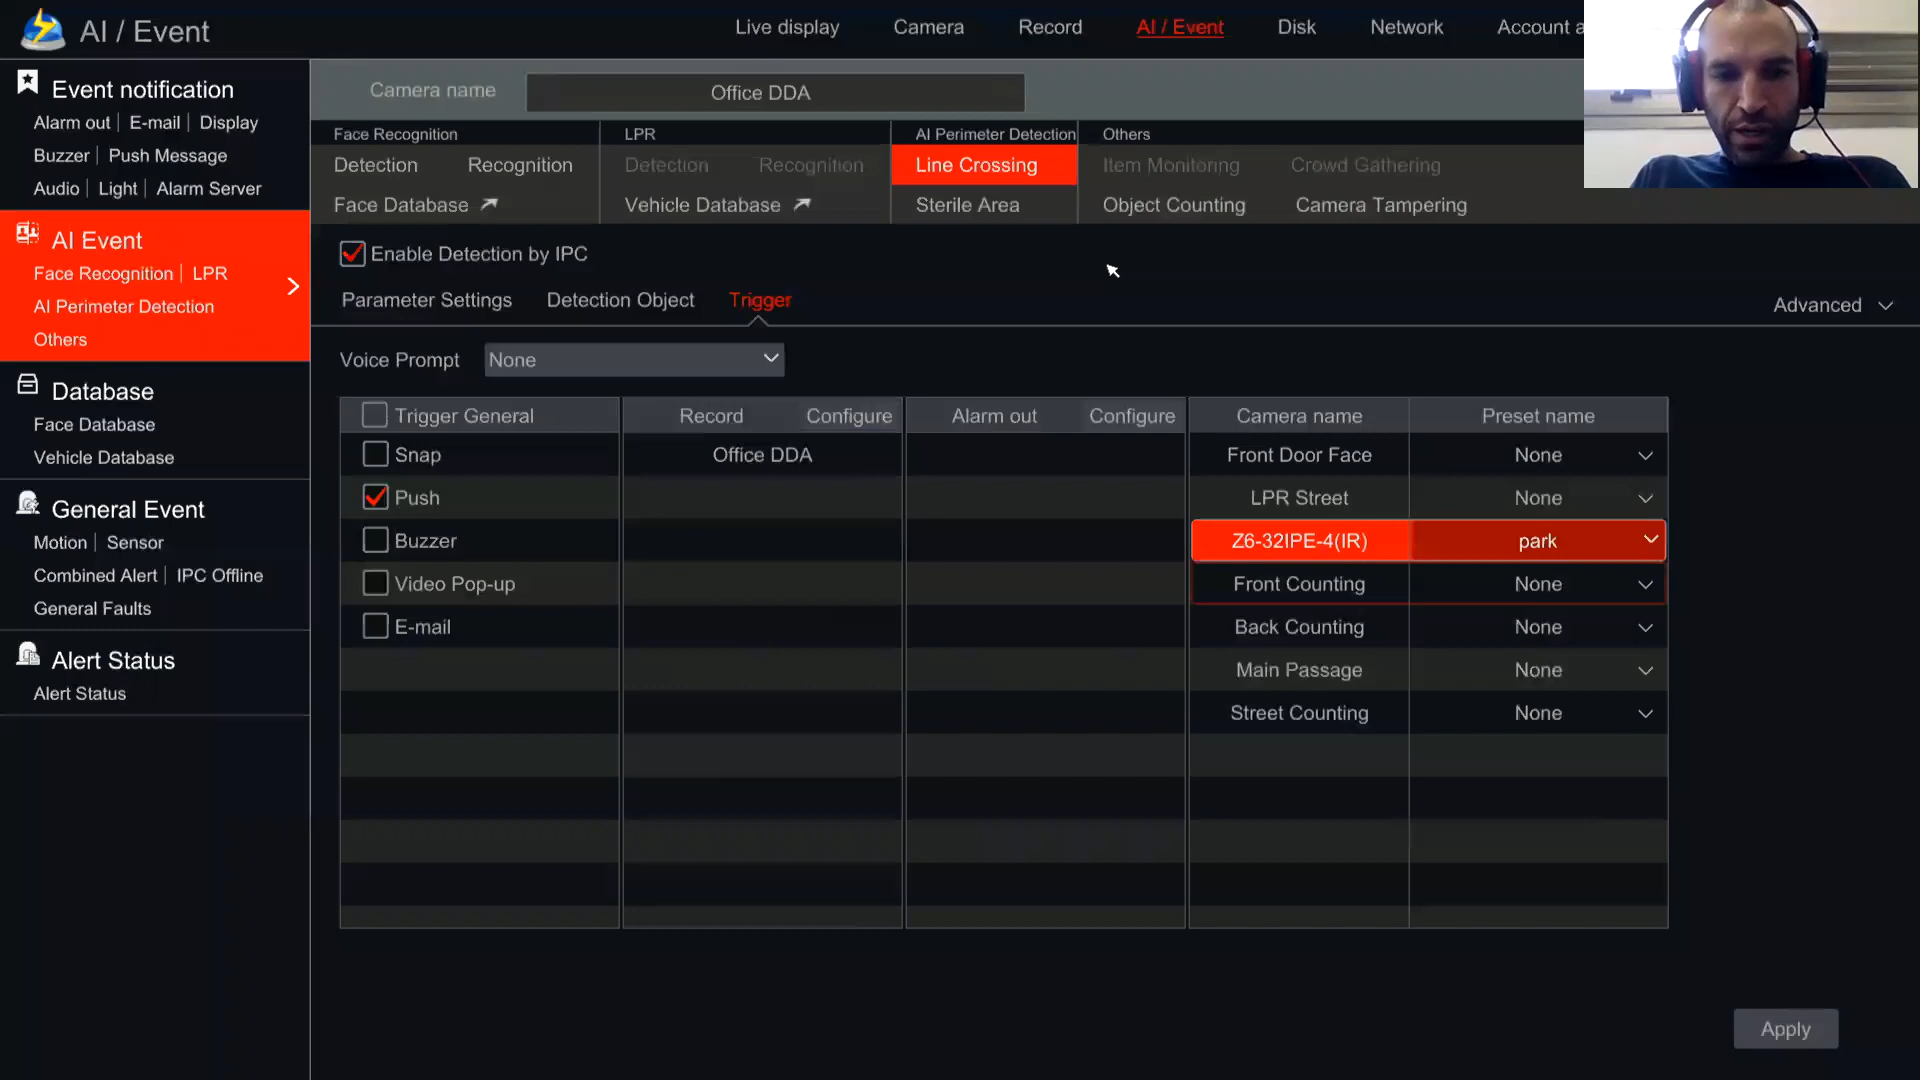 AI / Event
Live display Camera Record AI / Event Disk Network Account a
Event notification
Alarm out E-mail Display
Buzzer Push Message
Audio Light Alarm Server
AI Event
Face Recognition LPR
AI Perimeter Detection
Others
Database
Face Database
Vehicle Database
General Event
Motion Sensor
Combined Alert IPC Offline
General Faults
Alert Status
Alert Status
Camera name Office DDA
Face Recognition LPR AI Perimeter Detection Others
Detection Recognition Detection Recognition Line Crossing Item Monitoring Crowd Gathering
Face Database Vehicle Database Sterile Area Object Counting Camera Tampering
Enable Detection by IPC
Parameter Settings Detection Object Trigger Advanced
Voice Prompt None
Trigger General Record Configure Alarm out Configure Camera name Preset name
Snap Office DDA Front Door Face None
Push LPR Street None
Buzzer Z6-32IPE-4(IR) park
Video Pop-up Front Counting None
E-mail Back Counting None
Main Passage None
Street Counting None
Apply